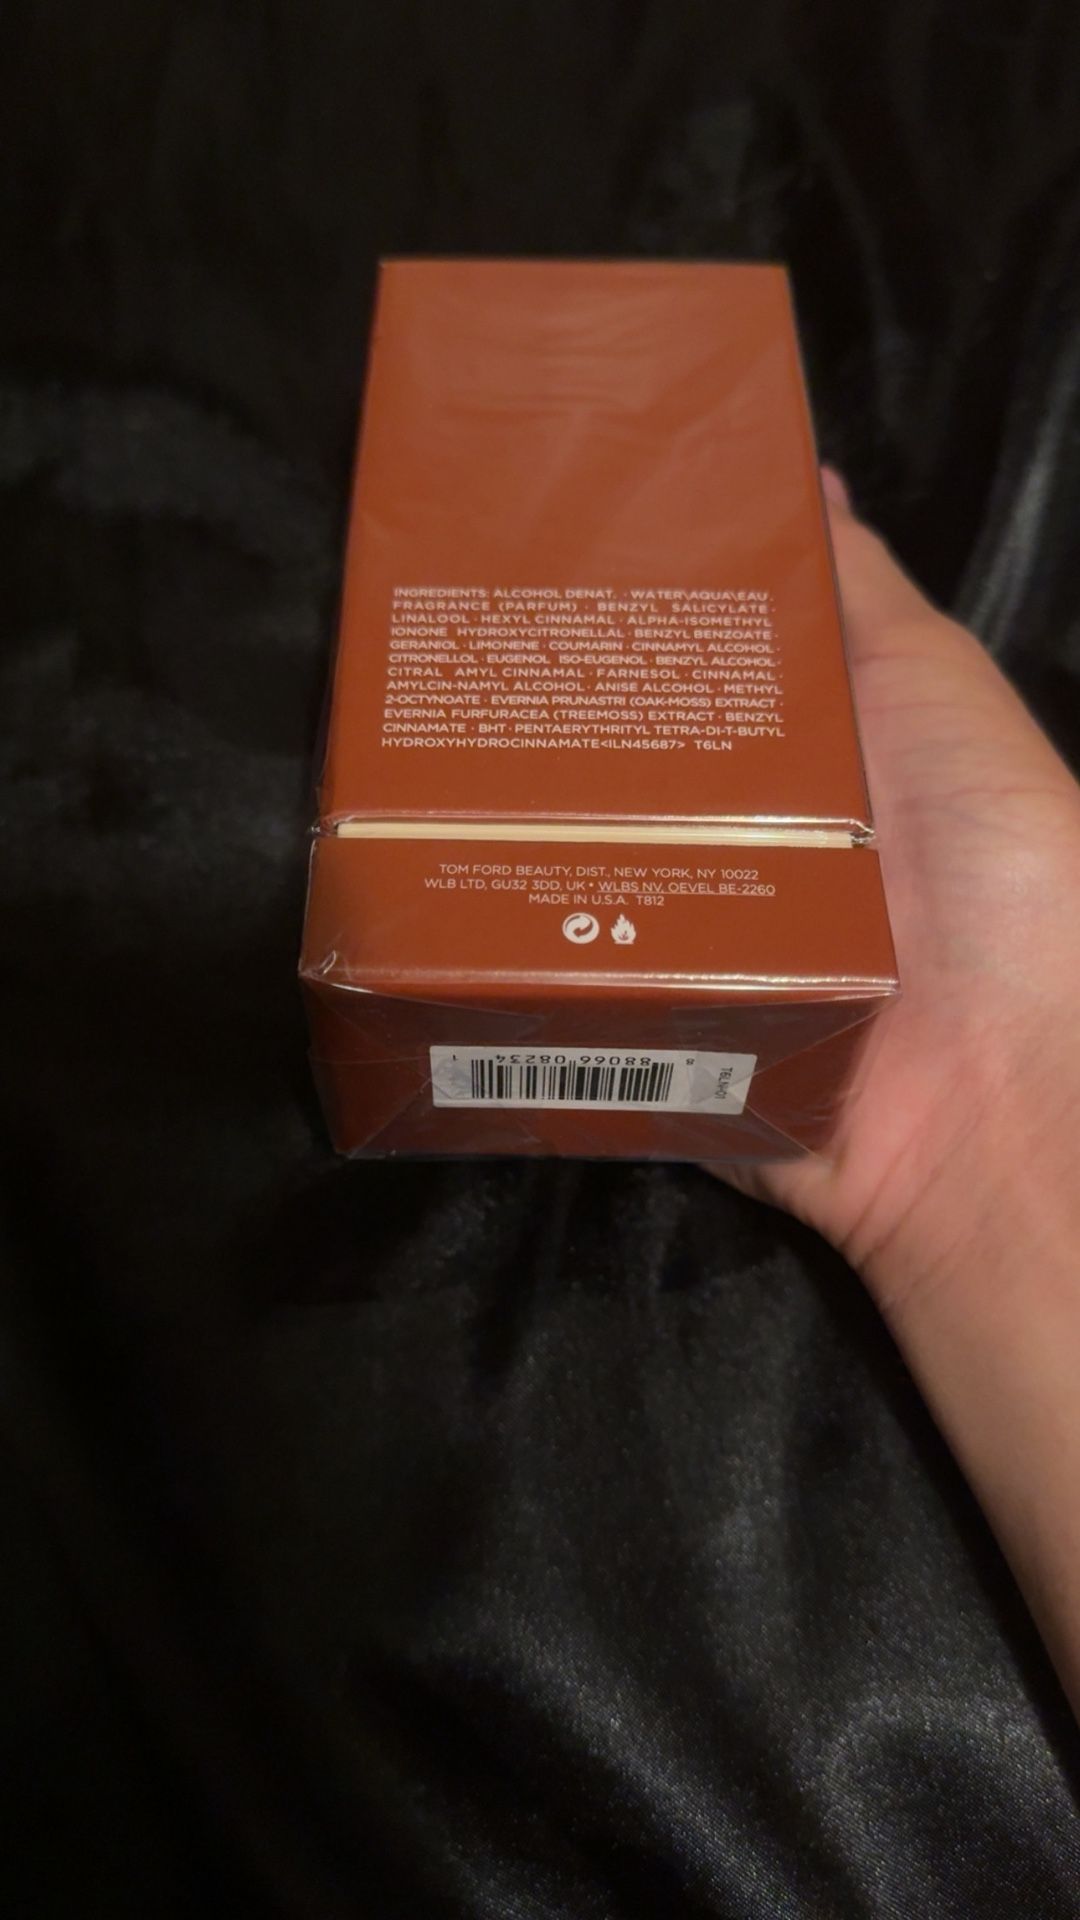 INGREDIENTS: ALCOHOL DENAT. · WATER\AQUA\EAU ·
FRAGRANCE (PARFUM) · BENZYL SALICYLATE ·
LINALOOL · HEXYL CINNAMAL · ALPHA-ISOMETHYL
IONONE HYDROXYCITRONELLAL · BENZYL BENZOATE ·
GERANIOL · LIMONENE · COUMARIN · CINNAMYL ALCOHOL ·
CITRONELLOL · EUGENOL ISO-EUGENOL · BENZYL ALCOHOL ·
CITRAL AMYL CINNAMAL · FARNESOL · CINNAMAL ·
AMYLCIN-NAMYL ALCOHOL · ANISE ALCOHOL · METHYL
2-OCTYNOATE · EVERNIA PRUNASTRI (OAK-MOSS) EXTRACT ·
EVERNIA FURFURACEA (TREEMOSS) EXTRACT · BENZYL
CINNAMATE · BHT · PENTAERYTHRITYL TETRA-DI-T-BUTYL
HYDROXYHYDROCINNAMATE<ILN45687> T6LN
TOM FORD BEAUTY, DIST., NEW YORK, NY 10022
WLB LTD, GU32 3DD, UK * WLBS NV, OEVEL BE-2260
MADE IN U.S.A. T812
8 88066 08234 1
T6LN-01